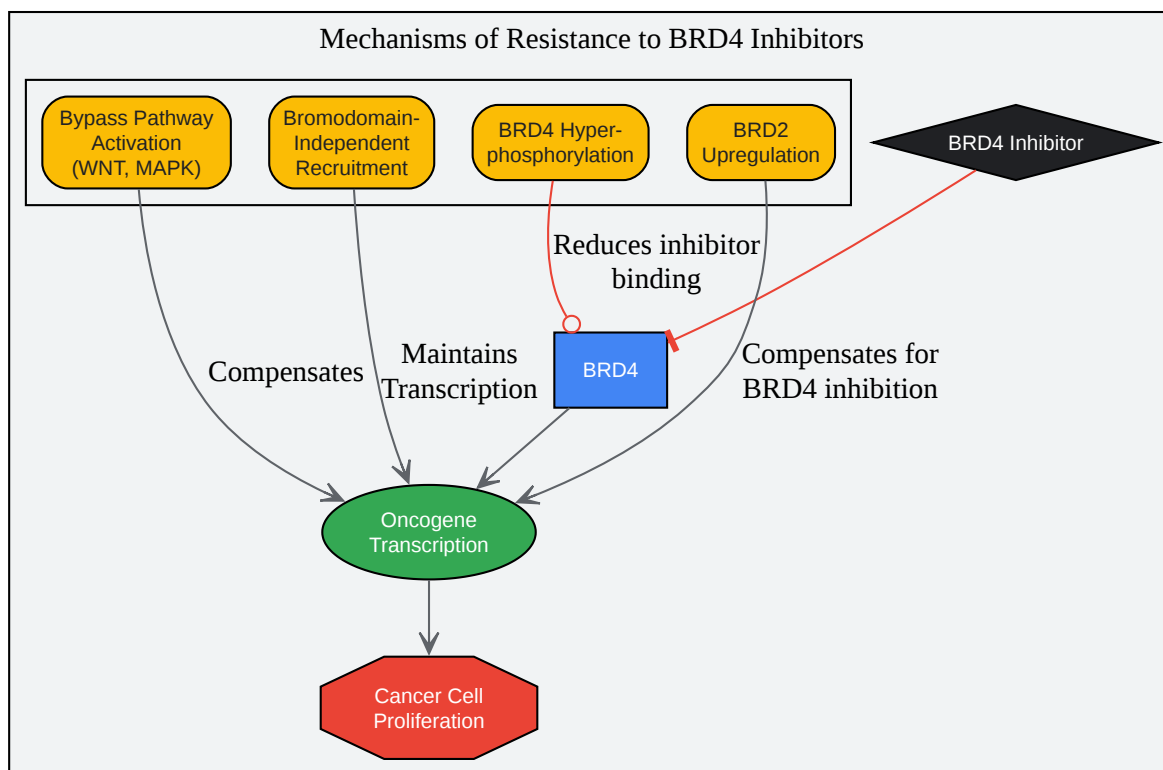 Mechanisms of Resistance to BRD4 Inhibitors
Bypass Pathway
Activation
(WNT, MAPK)
Bromodomain-
Independent
Recruitment
BRD4 Hyper-
phosphorylation
BRD2
Upregulation
BRD4 Inhibitor
Reduces inhibitor
binding
Compensates
Maintains
Transcription
BRD4
Compensates for
BRD4 inhibition
Oncogene
Transcription
Cancer Cell
Proliferation